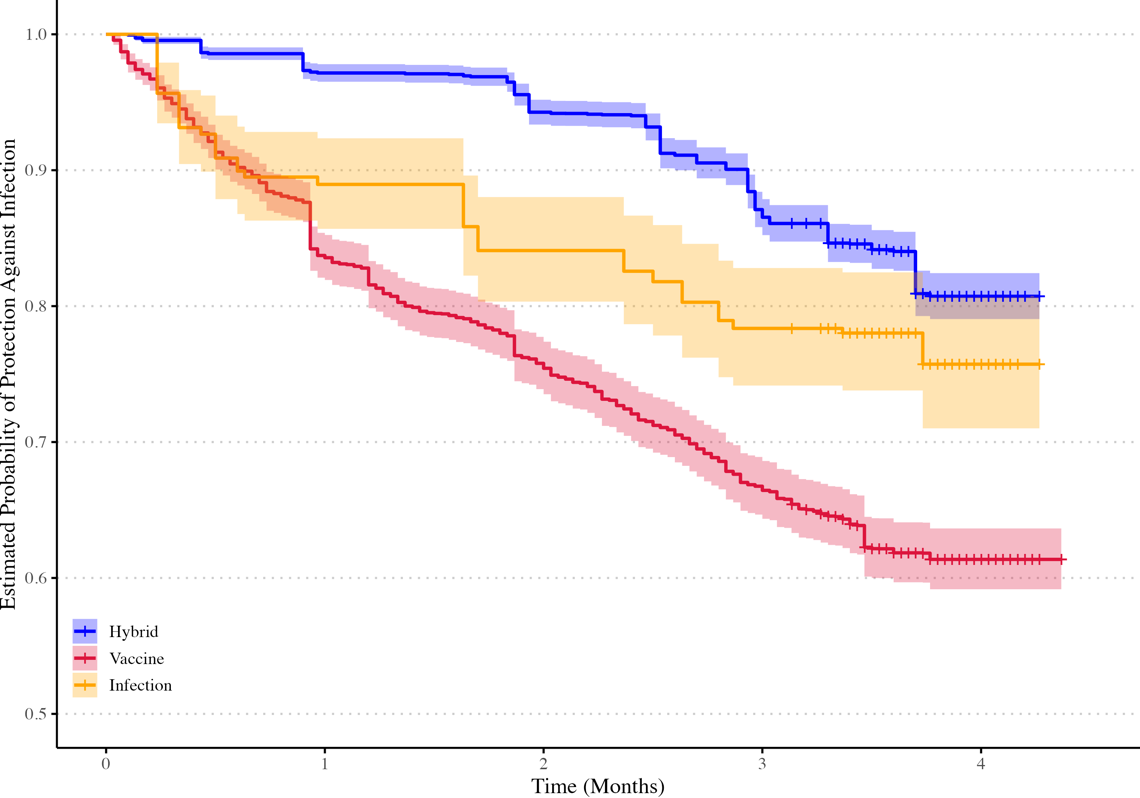 Estimated Probability of Protection Against Infection
1.0
0.9
0.8
0.7
0.6
0.5
Hybrid
Vaccine
Infection
0 1 2 3 4
Time (Months)